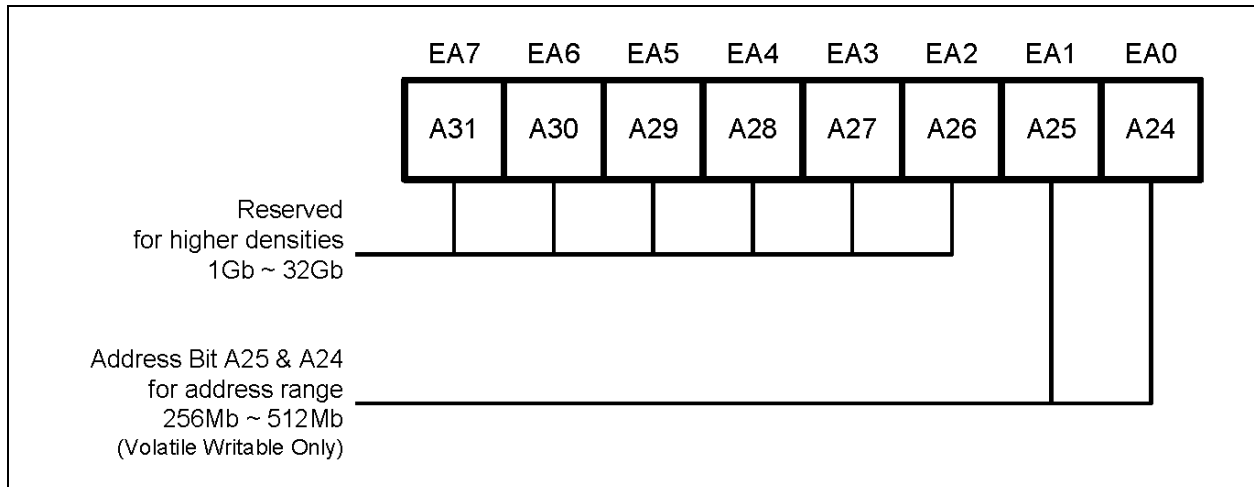 EA7 EA6 EA5 EA4 EA3 EA2 EA1 EA0
A31 A30 A29 A28 A27 A26 A25 A24
Reserved
for higher densities
1Gb ~ 32Gb
Address Bit A25 & A24
for address range
256Mb ~ 512Mb
(Volatile Writable Only)